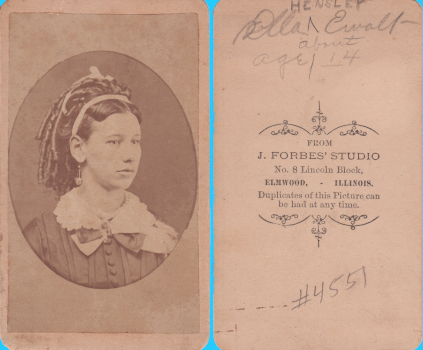 HENSLEY
Della Ewalt
about
age 14
FROM
J. FORBES' STUDIO
No. 8 Lincoln Block,
ELMWOOD, - ILLINOIS.
Duplicates of this Picture can
be had at any time.
#4551